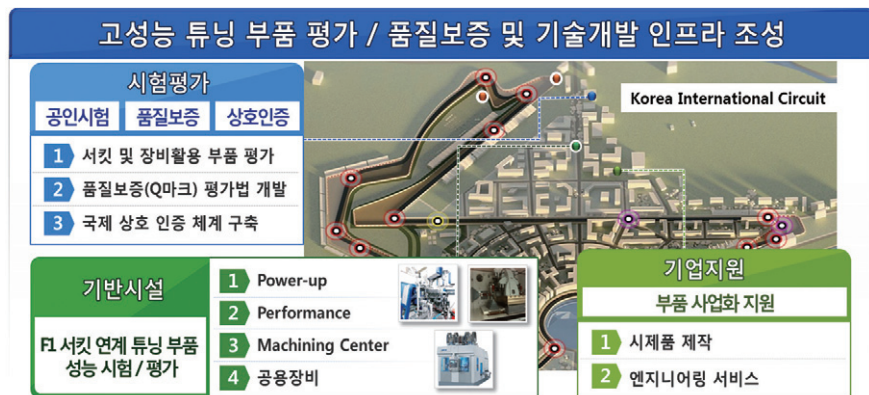 고성능 튜닝 부품 평가 / 품질보증 및 기술개발 인프라 조성
시험평가
공인시험 품질보증 상호인증
1 서킷 및 장비활용 부품 평가
2 품질보증(Q마크) 평가법 개발
3 국제 상호 인증 체계 구축
Korea International Circuit
기반시설
F1 서킷 연계 튜닝 부품
성능 시험 / 평가
1 Power-up
2 Performance
3 Machining Center
4 공용장비
기업지원
부품 사업화 지원
1 시제품 제작
2 엔지니어링 서비스